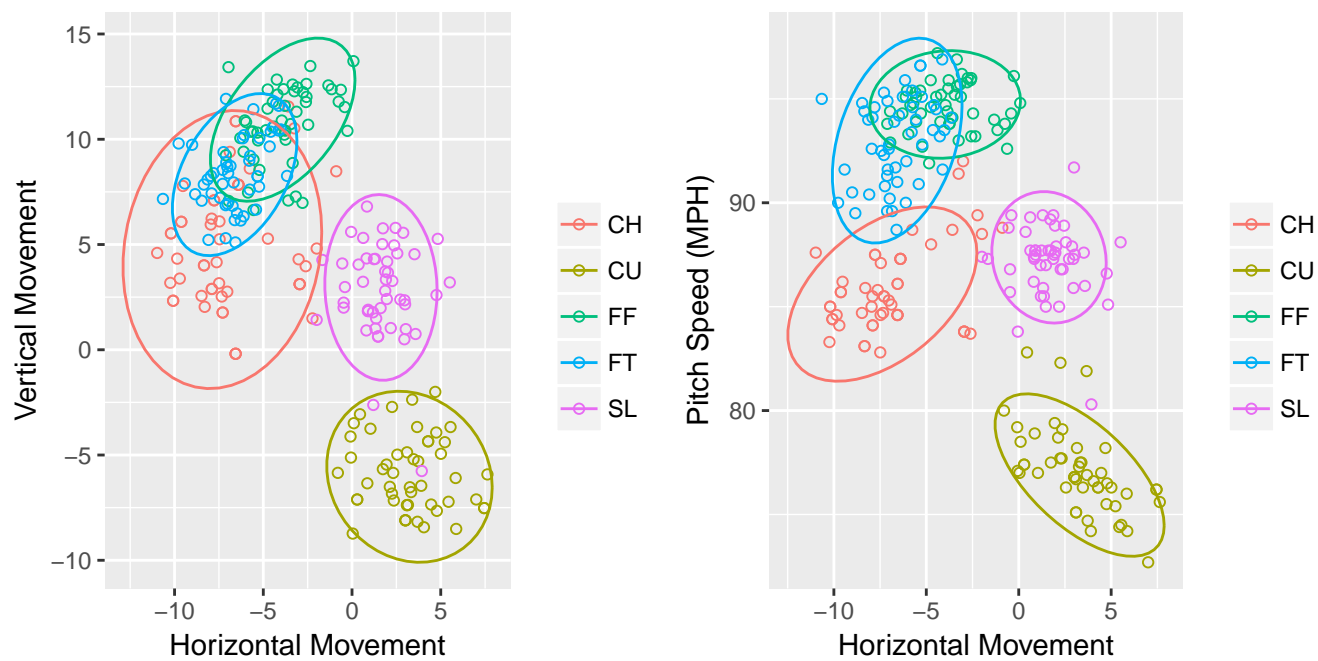 Vertical Movement
15
10
5
0
−5
−10
−10
−5
0
5
Horizontal Movement
CH
CU
FF
FT
SL
Pitch Speed (MPH)
90
80
−10
−5
0
5
Horizontal Movement
CH
CU
FF
FT
SL